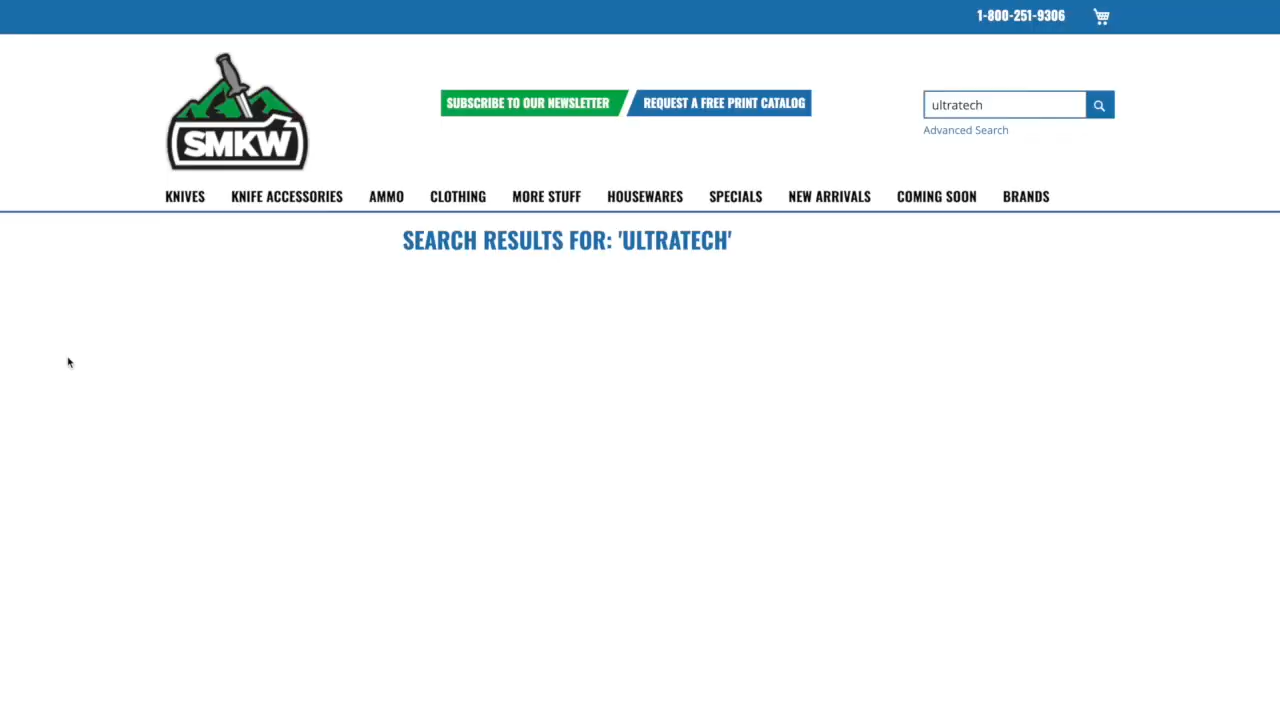 1-800-251-9306
SMKW
SUBSCRIBE TO OUR NEWSLETTER
REQUEST A FREE PRINT CATALOG
ultratech
Advanced Search
KNIVES KNIFE ACCESSORIES AMMO CLOTHING MORE STUFF HOUSEWARES SPECIALS NEW ARRIVALS COMING SOON BRANDS
SEARCH RESULTS FOR: 'ULTRATECH'